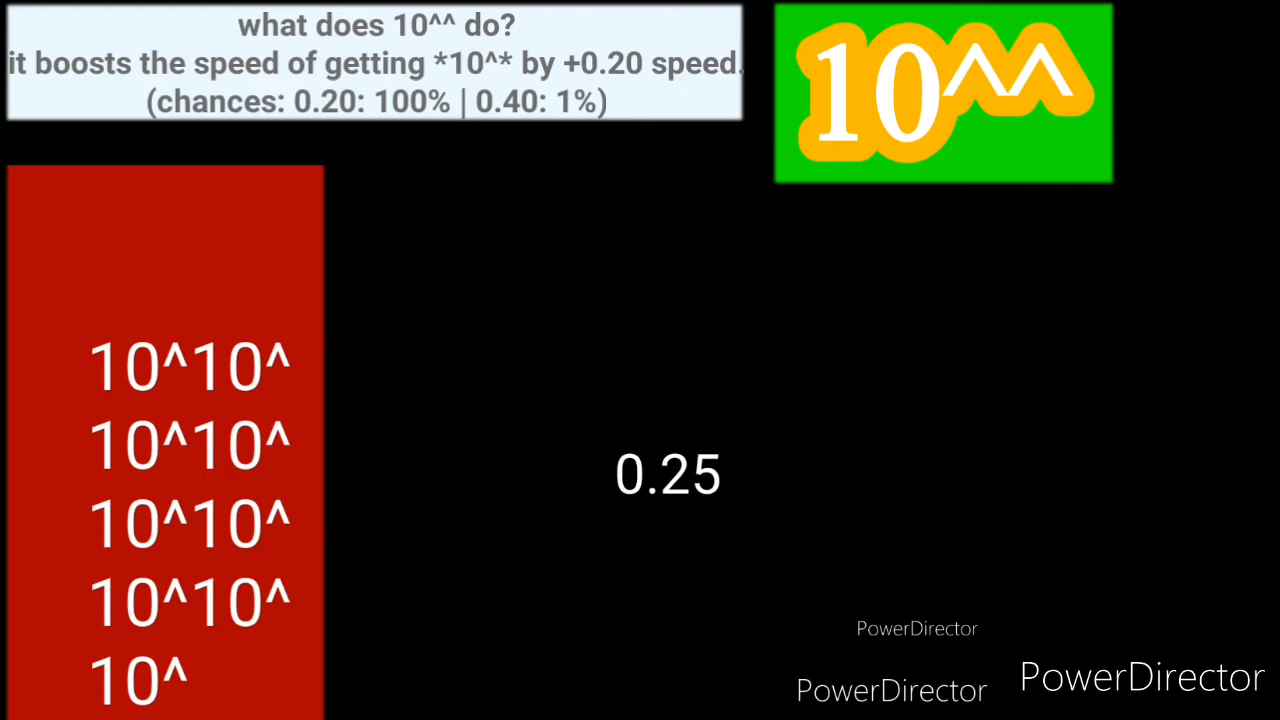 what does 10^^ do?
it boosts the speed of getting *10^* by +0.20 speed.
(chances: 0.20: 100% | 0.40: 1%)
10^^
10^10^
10^10^
10^10^
10^10^
10^
0.25
PowerDirector
PowerDirector
PowerDirector